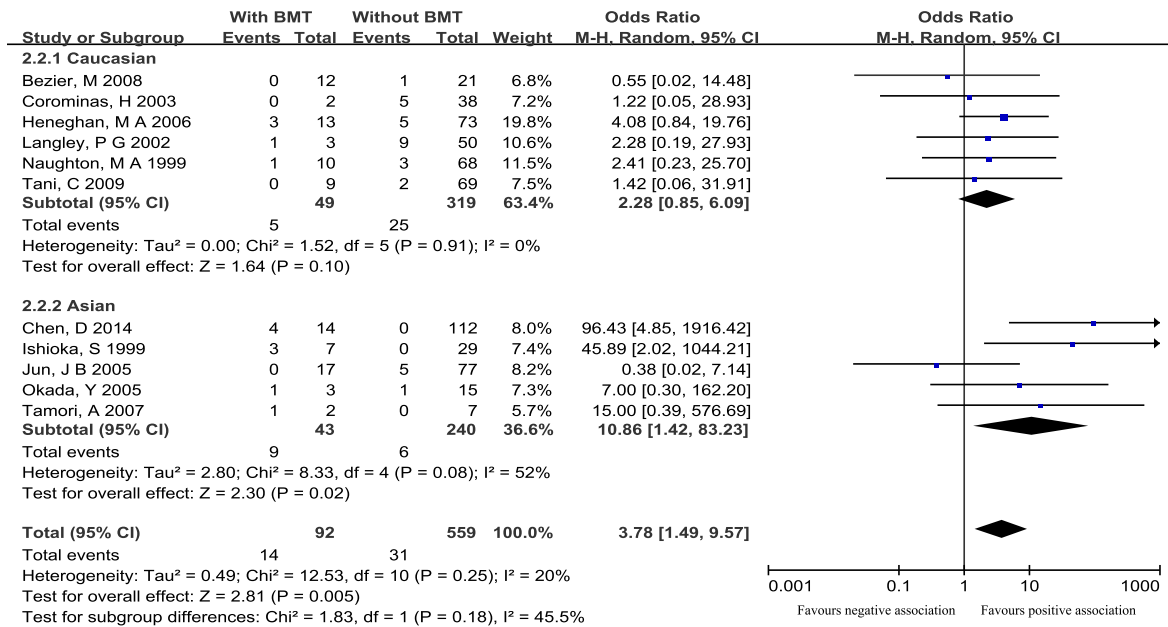 With BMT Without BMT Odds Ratio Odds Ratio
Study or Subgroup Events Total Events Total Weight M-H, Random, 95% CI M-H, Random, 95% CI
2.2.1 Caucasian
Bezier, M 2008 0 12 1 21 6.8% 0.55 [0.02, 14.48]
Corominas, H 2003 0 2 5 38 7.2% 1.22 [0.05, 28.93]
Heneghan, M A 2006 3 13 5 73 19.8% 4.08 [0.84, 19.76]
Langley, P G 2002 1 3 9 50 10.6% 2.28 [0.19, 27.93]
Naughton, M A 1999 1 10 3 68 11.5% 2.41 [0.23, 25.70]
Tani, C 2009 0 9 2 69 7.5% 1.42 [0.06, 31.91]
Subtotal (95% CI) 49 319 63.4% 2.28 [0.85, 6.09]
Total events 5 25
Heterogeneity: Tau² = 0.00; Chi² = 1.52, df = 5 (P = 0.91); I² = 0%
Test for overall effect: Z = 1.64 (P = 0.10)
2.2.2 Asian
Chen, D 2014 4 14 0 112 8.0% 96.43 [4.85, 1916.42]
Ishioka, S 1999 3 7 0 29 7.4% 45.89 [2.02, 1044.21]
Jun, J B 2005 0 17 5 77 8.2% 0.38 [0.02, 7.14]
Okada, Y 2005 1 3 1 15 7.3% 7.00 [0.30, 162.20]
Tamori, A 2007 1 2 0 7 5.7% 15.00 [0.39, 576.69]
Subtotal (95% CI) 43 240 36.6% 10.86 [1.42, 83.23]
Total events 9 6
Heterogeneity: Tau² = 2.80; Chi² = 8.33, df = 4 (P = 0.08); I² = 52%
Test for overall effect: Z = 2.30 (P = 0.02)
Total (95% CI) 92 559 100.0% 3.78 [1.49, 9.57]
Total events 14 31
Heterogeneity: Tau² = 0.49; Chi² = 12.53, df = 10 (P = 0.25); I² = 20%
Test for overall effect: Z = 2.81 (P = 0.005)
Test for subgroup differences: Chi² = 1.83, df = 1 (P = 0.18), I² = 45.5%
0.001 0.1 1 10 1000
Favours negative association Favours positive association